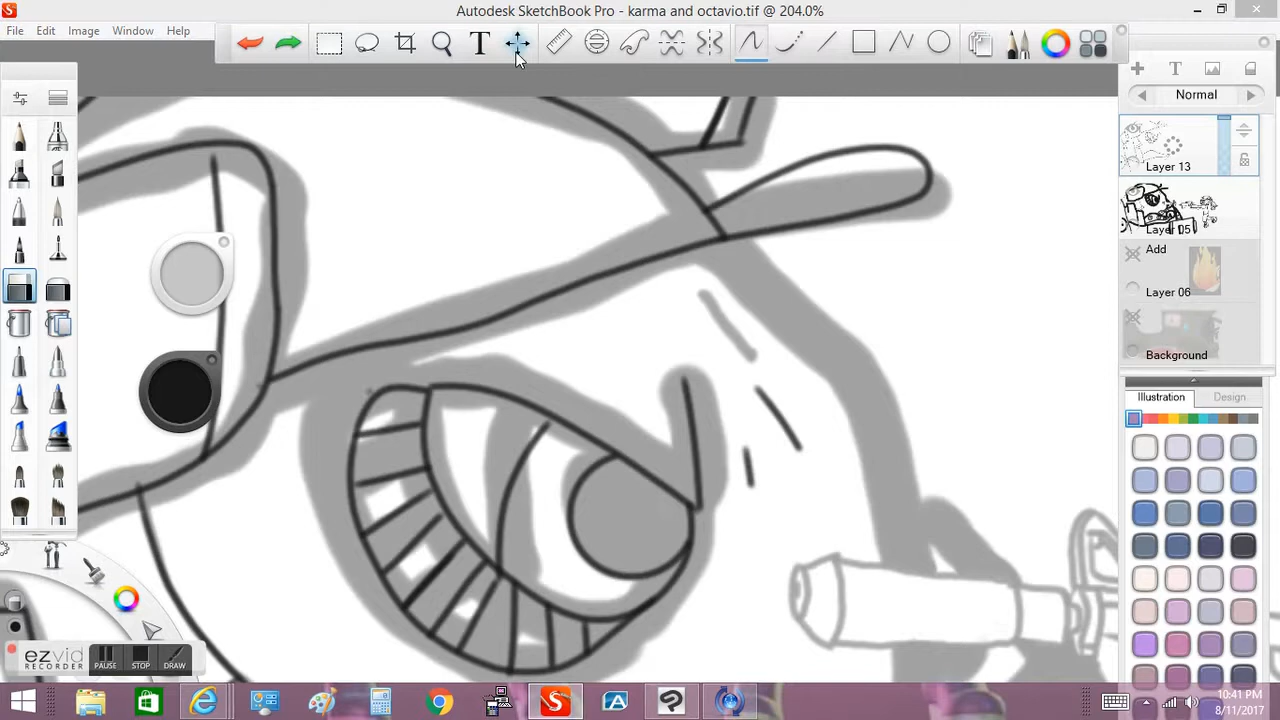 Autodesk SketchBook Pro - karma and octavio.tif @ 204.0%
File Edit Image Window Help
T
T
Normal
Layer 13
Layer 05
Add
Layer 06
Background
Illustration Design
ezvid
RECORDER
PAUSE STOP DRAW
10:41 PM
8/11/2017